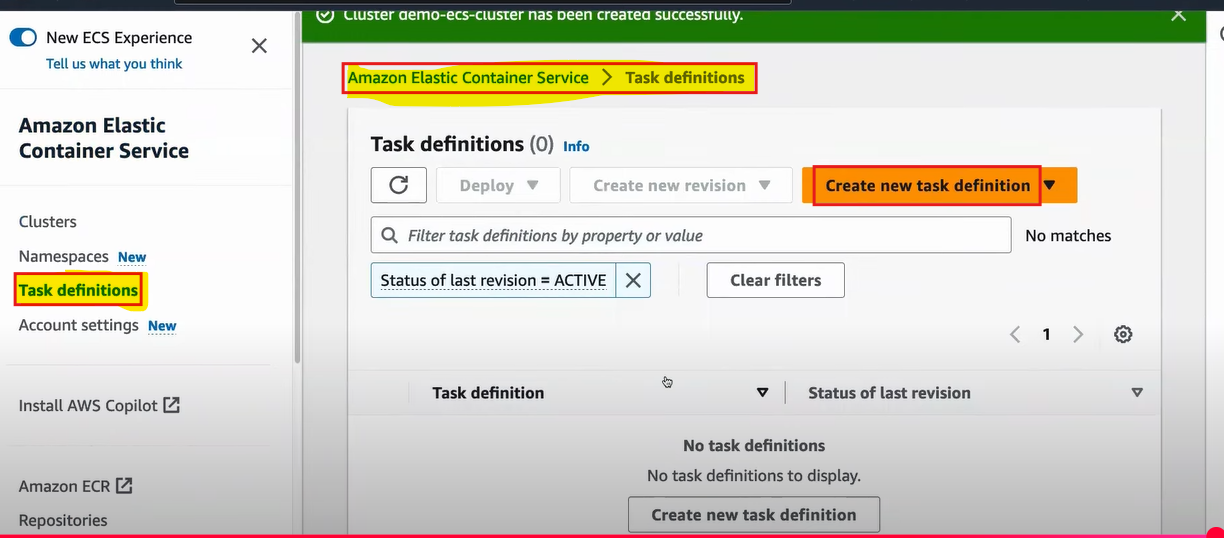 Cluster demo-ecs-cluster has been created successfully.
New ECS Experience
Tell us what you think
Amazon Elastic Container Service
Clusters
Namespaces New
Task definitions
Account settings New
Install AWS Copilot
Amazon ECR
Repositories
Amazon Elastic Container Service > Task definitions
Task definitions (0) Info
Deploy
Create new revision
Create new task definition
Filter task definitions by property or value
No matches
Status of last revision = ACTIVE
Clear filters
1
Task definition
Status of last revision
No task definitions
No task definitions to display.
Create new task definition